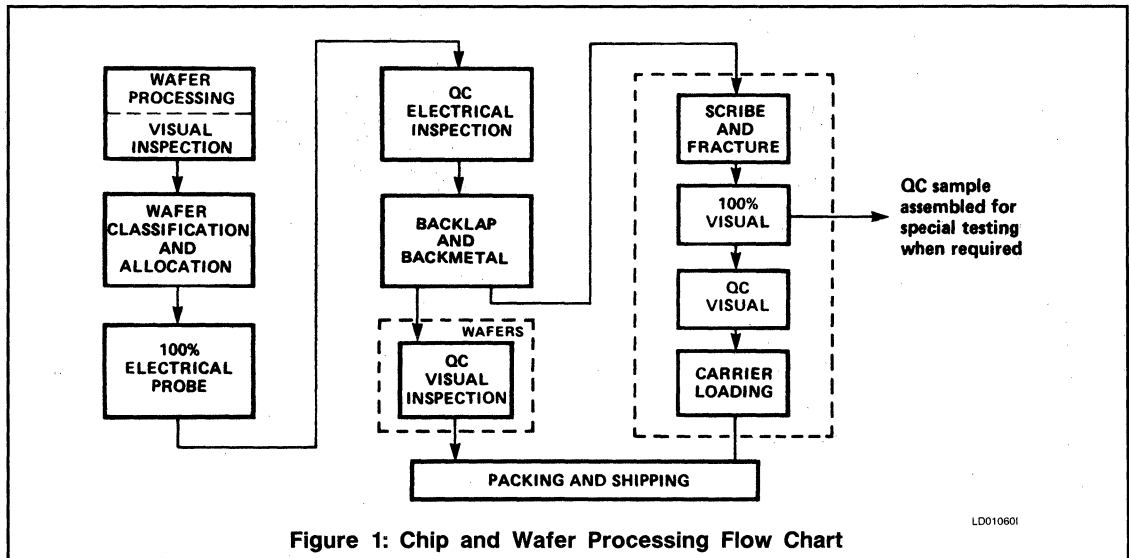 WAFER
PROCESSING
VISUAL
INSPECTION
WAFER
CLASSIFICATION
AND
ALLOCATION
100%
ELECTRICAL
PROBE
QC
ELECTRICAL
INSPECTION
BACKLAP
AND
BACKMETAL
WAFERS
QC
VISUAL
INSPECTION
SCRIBE
AND
FRACTURE
100%
VISUAL
QC
VISUAL
CARRIER
LOADING
QC sample
assembled for
special testing
when required
PACKING AND SHIPPING
LD01060I
Figure 1: Chip and Wafer Processing Flow Chart